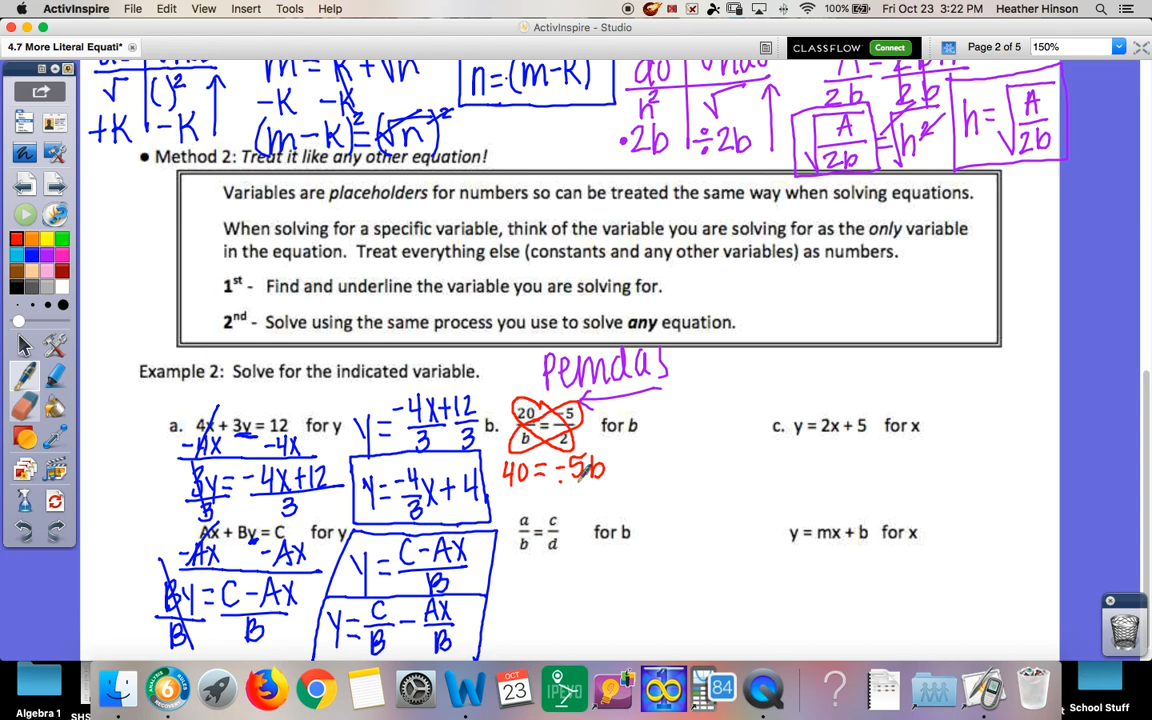 ActivInspire File Edit View Insert Tools Help 100% Fri Oct 23 3:22 PM Heather Hinson
ActivInspire - Studio
4.7 More Literal Equati* CLASSFLOW Connect Page 2 of 5 150%
m = K + √n
-K -K
(m-K)² = (√n)²
√ ( )²
+K -K
n = (m-K)
h² √
·2b ÷2b
A/2b
√A/2b = √h²
h = √A/2b
• Method 2: Treat it like any other equation!
Variables are placeholders for numbers so can be treated the same way when solving equations.
When solving for a specific variable, think of the variable you are solving for as the only variable
in the equation. Treat everything else (constants and any other variables) as numbers.
1st - Find and underline the variable you are solving for.
2nd - Solve using the same process you use to solve any equation.
pemdas
Example 2: Solve for the indicated variable.
a. 4x + 3y = 12 for y
-4x -4x
3y/3 = -4x+12/3
y = -4x/3 + 12/3
y = -4/3 x + 4
b. 20/b = -5/2 for b
40 = -5b
c. y = 2x + 5 for x
Ax + By = C for y
-Ax -Ax
By/B = C-Ax/B
y = C-Ax/B
y = C/B - Ax/B
a/b = c/d for b
y = mx + b for x
OCT
23
6
84
Algebra 1
School Stuff